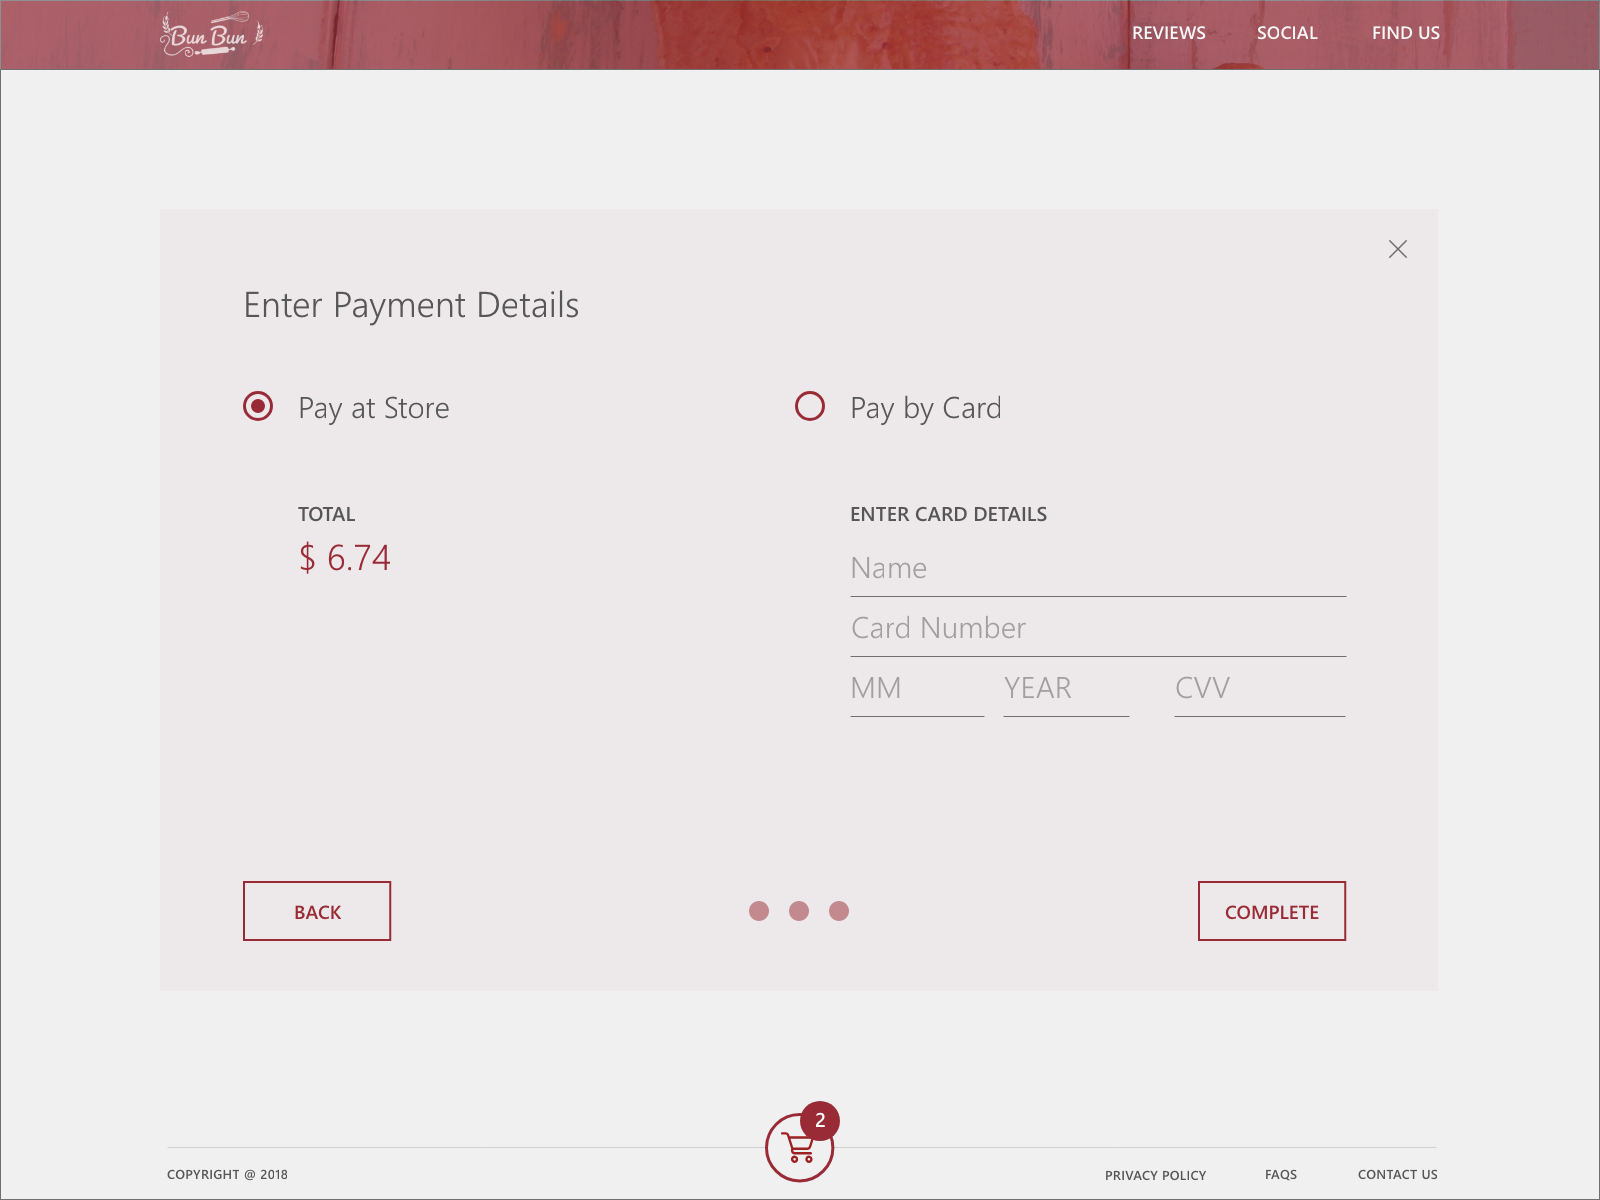 Bun Bun
REVIEWS SOCIAL FIND US
Enter Payment Details
Pay at Store
Pay by Card
TOTAL
$ 6.74
ENTER CARD DETAILS
Name
Card Number
MM YEAR CVV
BACK
COMPLETE
2
COPYRIGHT @ 2018
PRIVACY POLICY FAQS CONTACT US